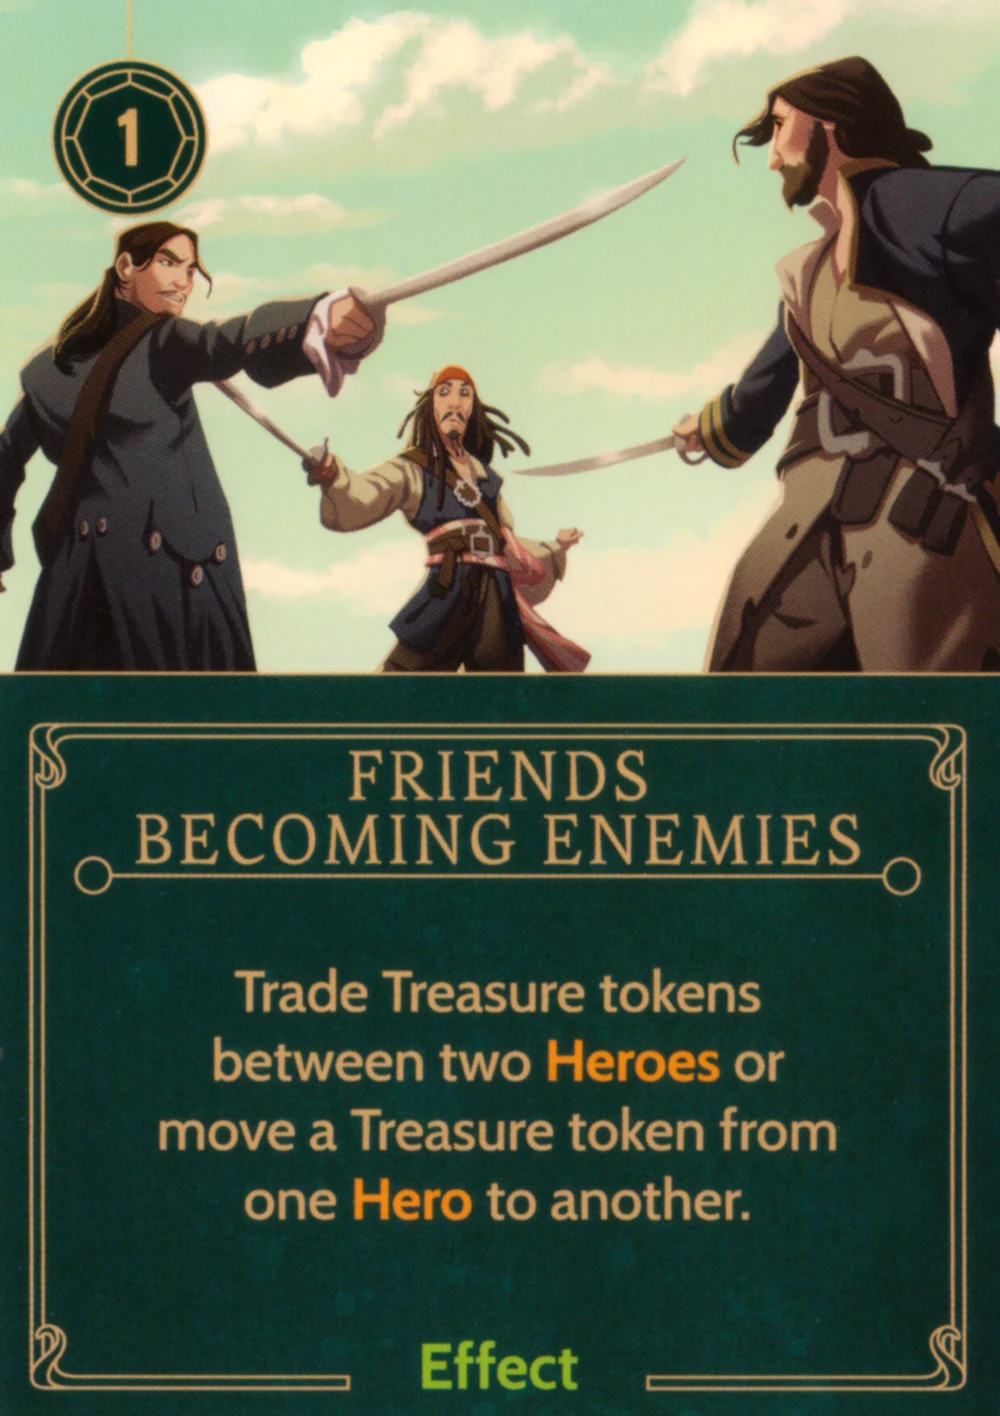 1
FRIENDS
BECOMING ENEMIES
Trade Treasure tokens
between two Heroes or
move a Treasure token from
one Hero to another.
Effect